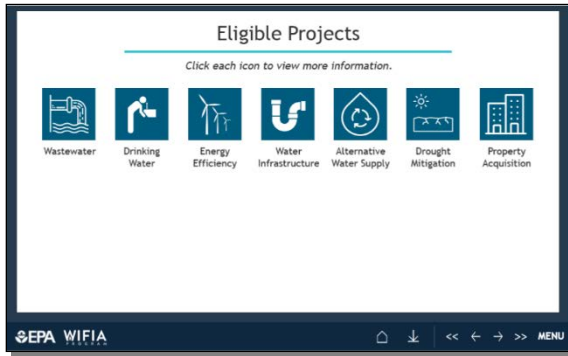 Eligible Projects
Click each icon to view more information.
Wastewater
Drinking
Water
Energy
Efficiency
Water
Infrastructure
Alternative
Water Supply
Drought
Mitigation
Property
Acquisition
EPA WIFIA
PROGRAM
<< ← → >> MENU